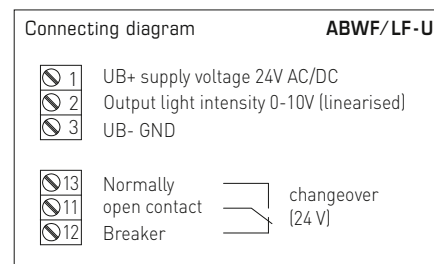 Connecting diagram ABWF/LF-U
1 UB+ supply voltage 24V AC/DC
2 Output light intensity 0-10V (linearised)
3 UB- GND
13 Normally
11 open contact
12 Breaker
changeover
(24 V)